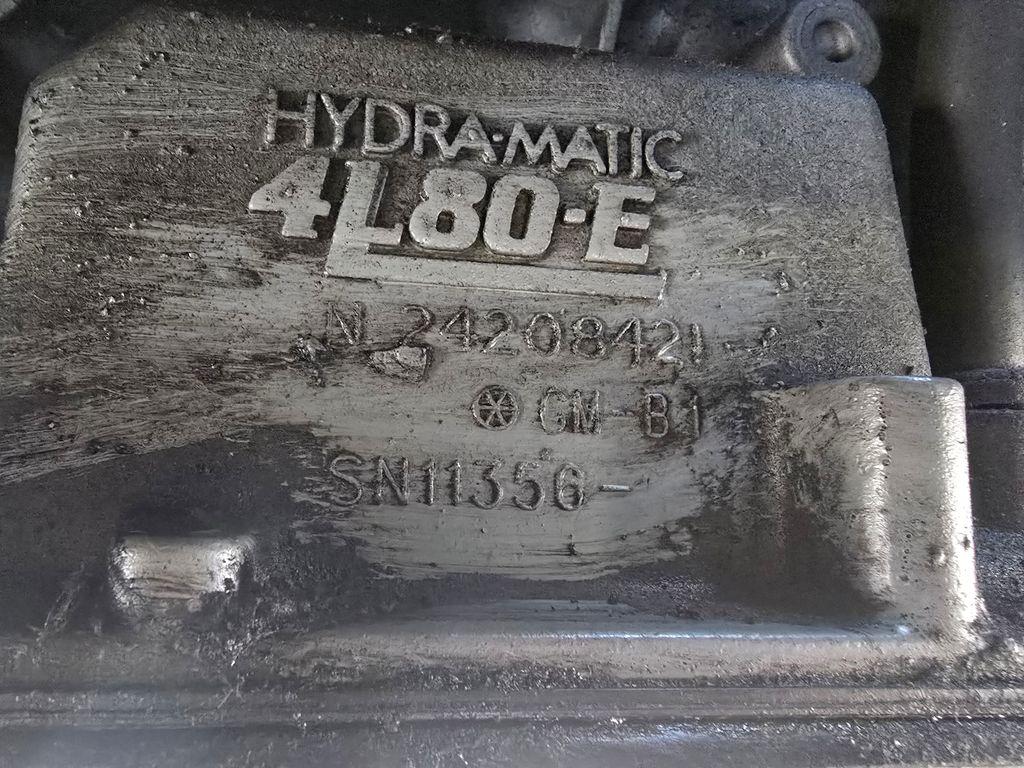 HYDRA·MATIC
4L80-E
N 24208421
GM B1
SN11356-